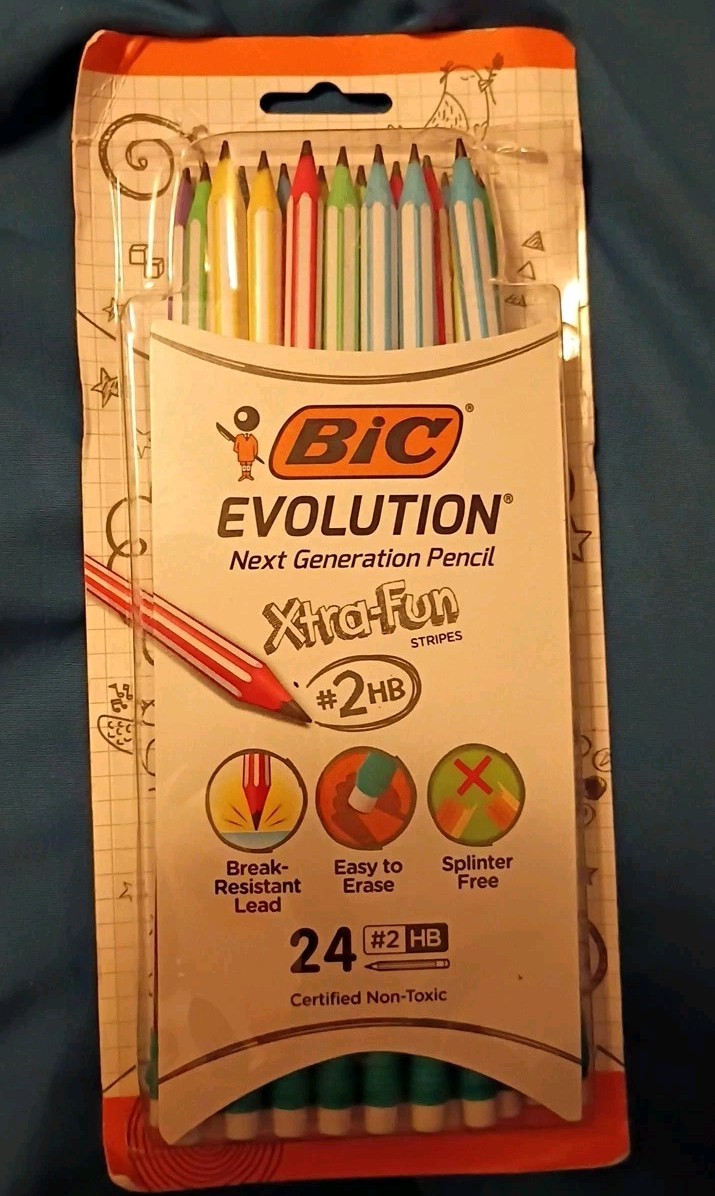 BiC®
EVOLUTION®
Next Generation Pencil
Xtra-Fun
STRIPES
#2HB
Break-
Resistant
Lead
Easy to
Erase
Splinter
Free
24 #2 HB
Certified Non-Toxic